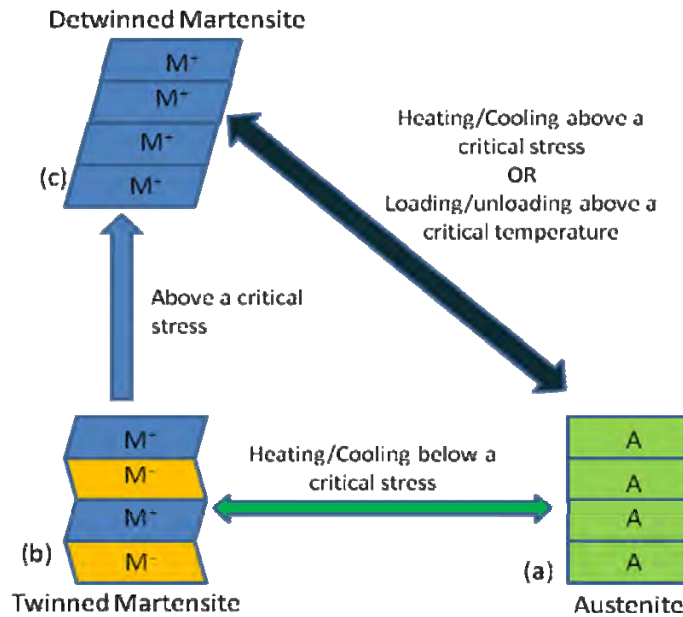 Detwinned Martensite
M⁺
M⁺
M⁺
M⁺
(c)
Heating/Cooling above a
critical stress
OR
Loading/unloading above a
critical temperature
Above a critical
stress
M⁺
M⁻
M⁺
M⁻
(b)
Twinned Martensite
Heating/Cooling below a
critical stress
A
A
A
A
(a)
Austenite